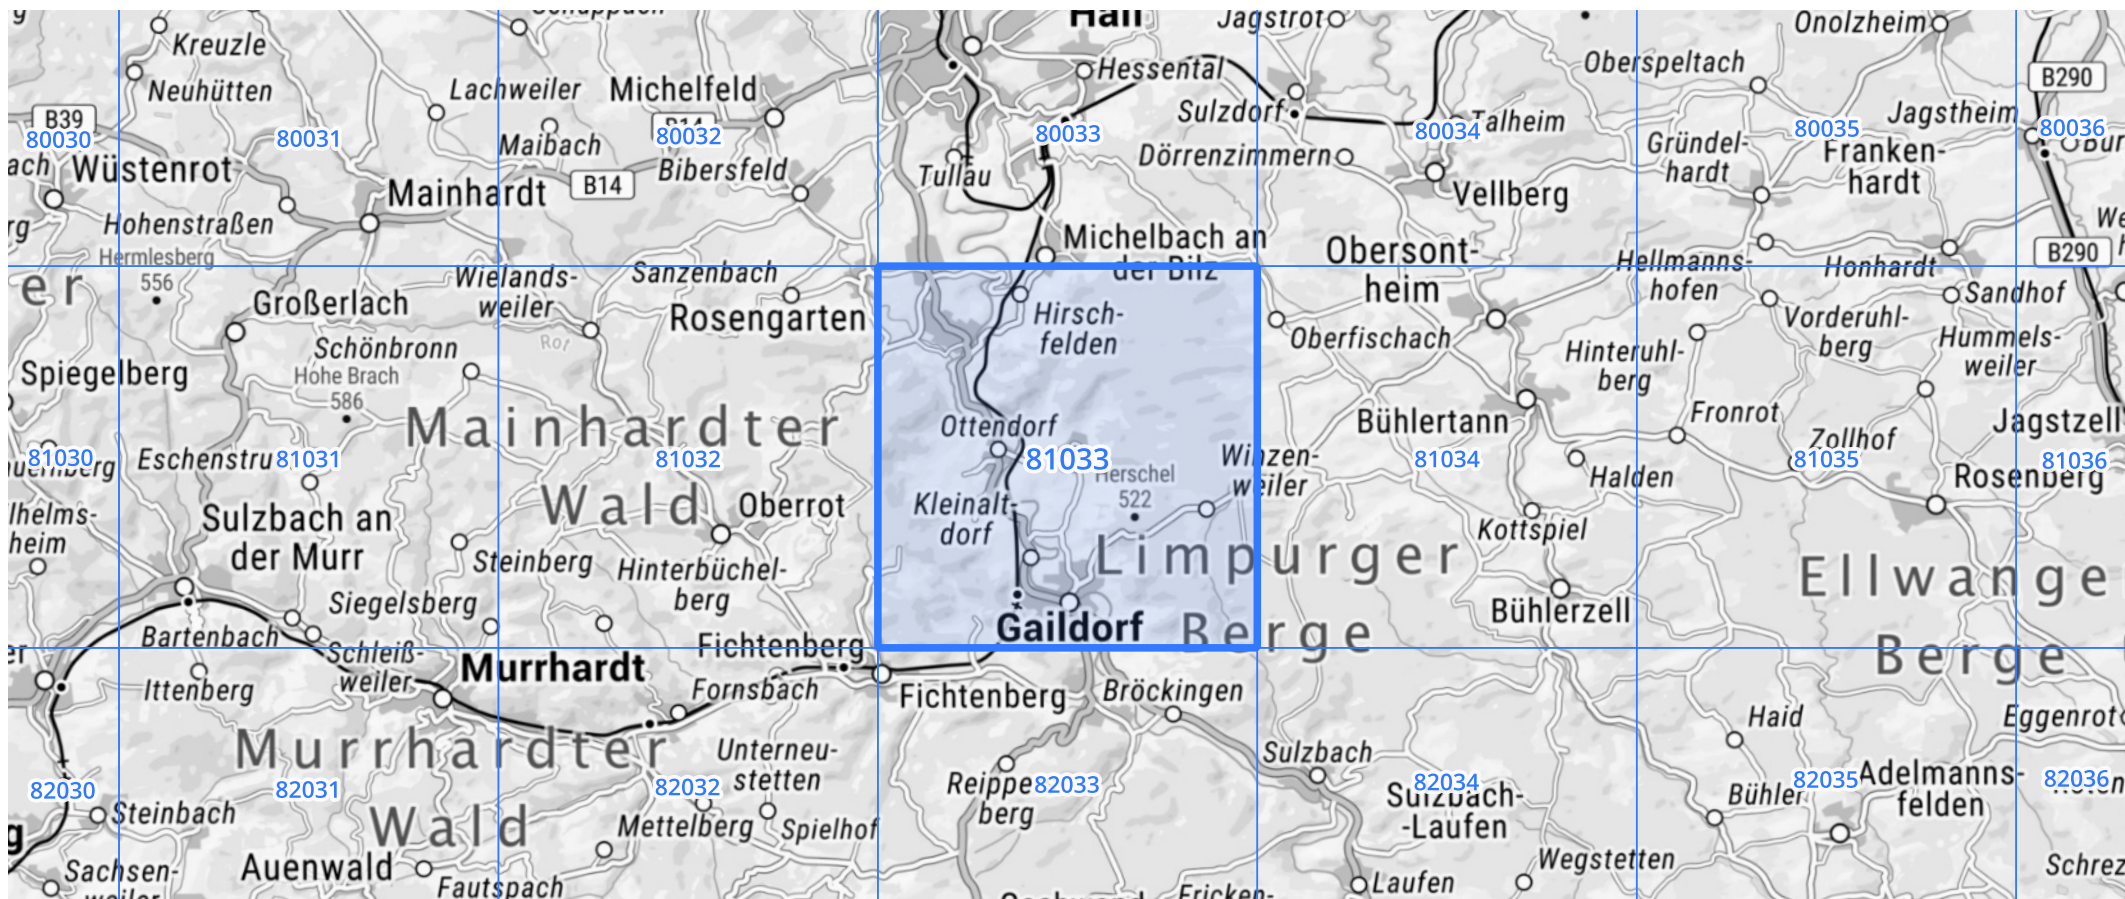 Hall
Jagstrot
Onolzheim
Kreuzle
Neuhütten
Lachweiler
Michelfeld
Hessental
Oberspeltach
B290
B39
80030
80031
Maibach
B14
80032
Sulzdorf
80033
80034
Talheim
Gründel-
hardt
80035
Jagstheim
80036
Wüstenrot
Mainhardt
B14
Bibersfeld
Tullau
Dörrenzimmern
Vellberg
Franken-
hardt
Hohenstraßen
Michelbach an
der Bilz
Obersont-
heim
Hellmanns-
hofen
Honhardt
B290
Hermlesberg
556
Großerlach
Wielands-
weiler
Sanzenbach
Rosengarten
Hirsch-
felden
Oberfischach
Vorderuhl-
berg
Sandhof
Hummels-
weiler
Spiegelberg
Schönbronn
Hohe Brach
586
Rot
Hinteruhl-
berg
Mainhardter
Wald
Ottendorf
Bühlertann
Fronrot
Jagstzell
81030
Eschenstru
81031
81032
81033
Herschel
522
Winzen-
weiler
81034
Halden
Zollhof
81035
Rosenberg
81036
Sulzbach an
der Murr
Oberrot
Kleinalt-
dorf
Kottspiel
Steinberg
Hinterbüchel-
berg
Limpurger
Berge
Ellwange
Berge
Siegelsberg
Bartenbach
Gaildorf
Bühlerzell
Schleiß-
weiler
Murrhardt
Fichtenberg
Ittenberg
Fornsbach
Fichtenberg
Bröckingen
Haid
Eggenrot
Murrhardter
Wald
Unterneu-
stetten
Sulzbach
82030
82031
82032
Reippe
berg
82033
82034
Sulzbach-
-Laufen
Bühler
82035
Adelmanns-
felden
82036
Steinbach
Mettelberg
Spielhof
Sachsen-
weiler
Auenwald
Fautspach
Laufen
Wegstetten
Fricken-